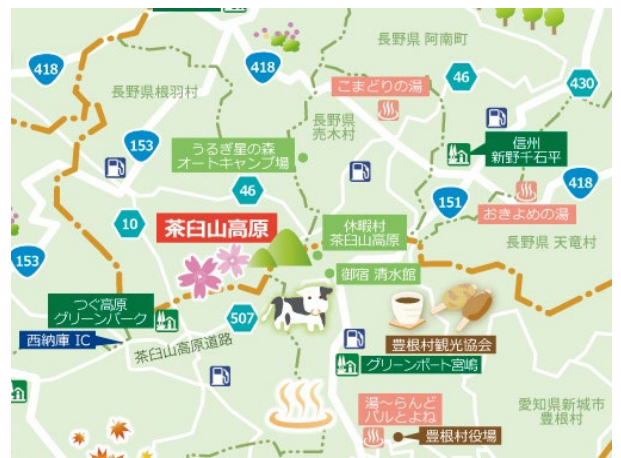 長野県 阿南町
418
418
こまどりの湯
46
430
長野県根羽村
長野県
売木村
153
うるぎ星の森
オートキャンプ場
信州
新野千石平
46
418
151
おきよめの湯
10
茶臼山高原
休暇村
茶臼山高原
長野県 天竜村
153
御宿 清水館
つぐ高原
グリーンパーク
507
西納庫 IC
茶臼山高原道路
豊根村観光協会
グリーンポート宮嶋
湯〜らんど
パルとよね
愛知県新城市
豊根村
豊根村役場